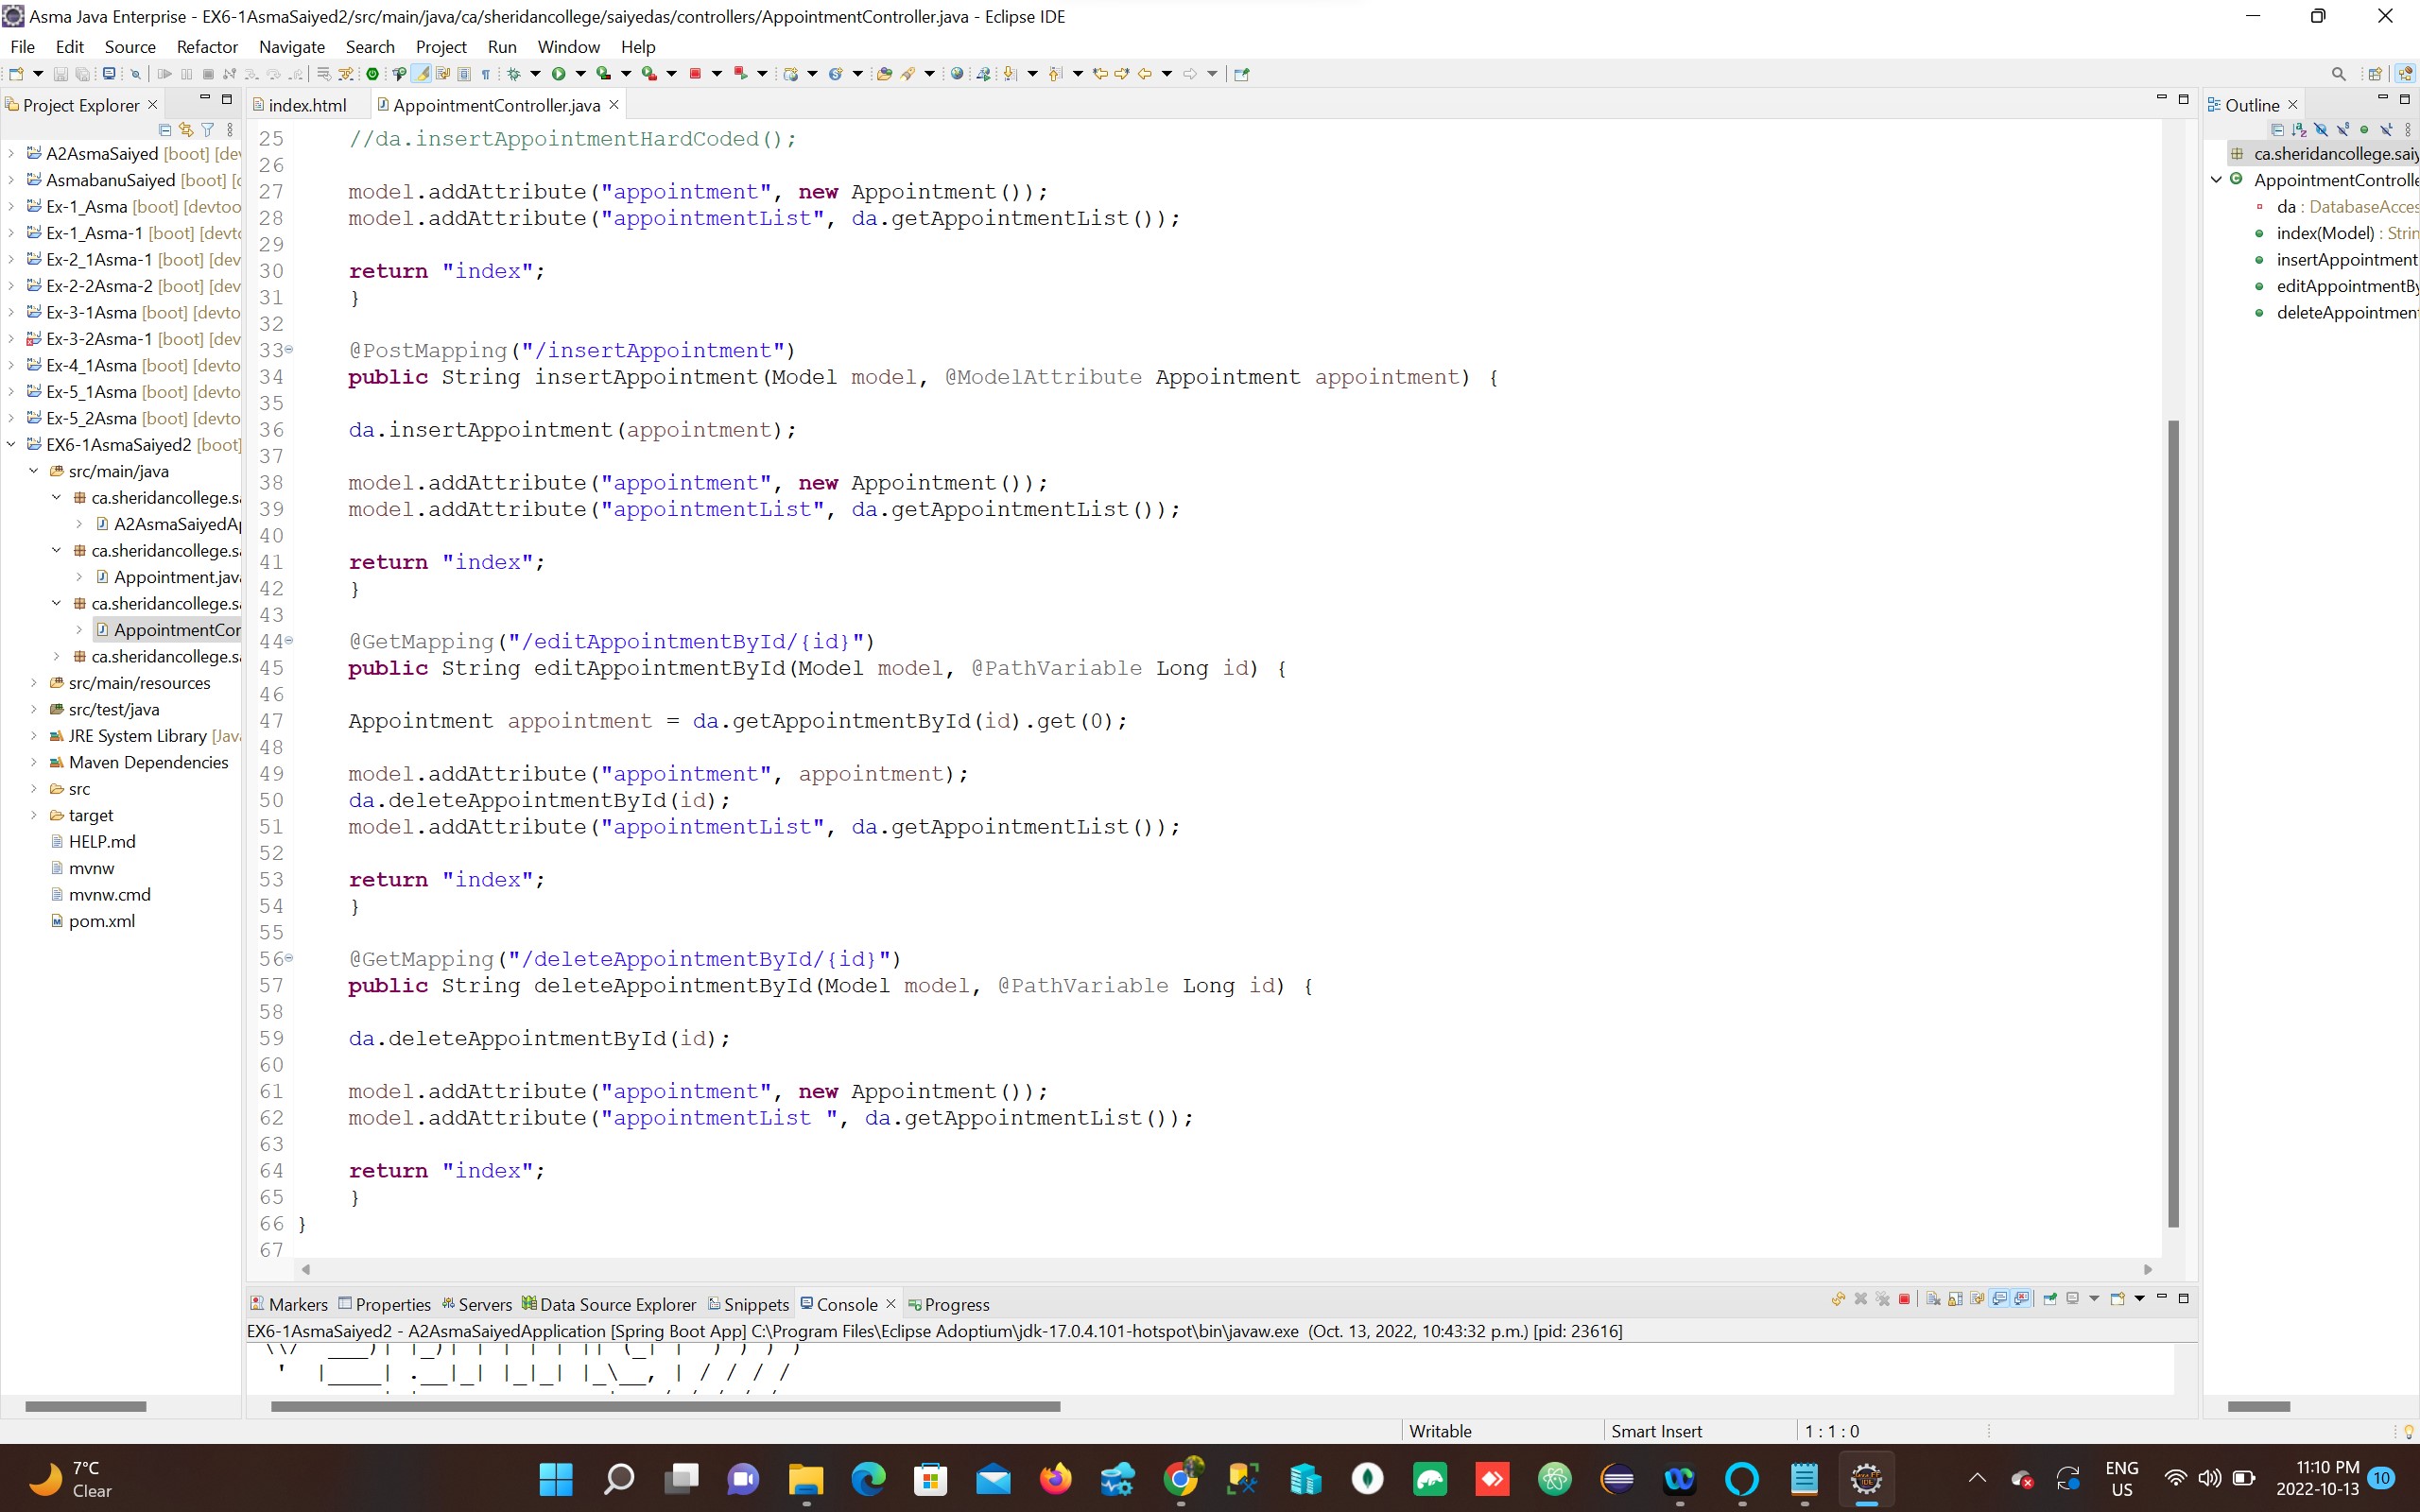 Asma Java Enterprise - EX6-1AsmaSaiyed2/src/main/java/ca/sheridancollege/saiyedas/controllers/AppointmentController.java - Eclipse IDE
File Edit Source Refactor Navigate Search Project Run Window Help
Project Explorer
index.html
AppointmentController.java
Outline
A2AsmaSaiyed [boot] [de
AsmabanuSaiyed [boot] [
Ex-1_Asma [boot] [devtoo
Ex-1_Asma-1 [boot] [devt
Ex-2_1Asma-1 [boot] [dev
Ex-2-2Asma-2 [boot] [dev
Ex-3-1Asma [boot] [devto
Ex-3-2Asma-1 [boot] [dev
Ex-4_1Asma [boot] [devto
Ex-5_1Asma [boot] [devto
Ex-5_2Asma [boot] [devto
EX6-1AsmaSaiyed2 [boot]
src/main/java
ca.sheridancollege.s
A2AsmaSaiyedA
ca.sheridancollege.s
Appointment.jav
ca.sheridancollege.s
AppointmentCor
ca.sheridancollege.s
src/main/resources
src/test/java
JRE System Library [Jav
Maven Dependencies
src
target
HELP.md
mvnw
mvnw.cmd
pom.xml
25 //da.insertAppointmentHardCoded();
26
27 model.addAttribute("appointment", new Appointment());
28 model.addAttribute("appointmentList", da.getAppointmentList());
29
30 return "index";
31 }
32
33 @PostMapping("/insertAppointment")
34 public String insertAppointment(Model model, @ModelAttribute Appointment appointment) {
35
36 da.insertAppointment(appointment);
37
38 model.addAttribute("appointment", new Appointment());
39 model.addAttribute("appointmentList", da.getAppointmentList());
40
41 return "index";
42 }
43
44 @GetMapping("/editAppointmentById/{id}")
45 public String editAppointmentById(Model model, @PathVariable Long id) {
46
47 Appointment appointment = da.getAppointmentById(id).get(0);
48
49 model.addAttribute("appointment", appointment);
50 da.deleteAppointmentById(id);
51 model.addAttribute("appointmentList", da.getAppointmentList());
52
53 return "index";
54 }
55
56 @GetMapping("/deleteAppointmentById/{id}")
57 public String deleteAppointmentById(Model model, @PathVariable Long id) {
58
59 da.deleteAppointmentById(id);
60
61 model.addAttribute("appointment", new Appointment());
62 model.addAttribute("appointmentList ", da.getAppointmentList());
63
64 return "index";
65 }
66 }
67
ca.sheridancollege.sai
AppointmentControlle
da : DatabaseAcces
index(Model) : Strin
insertAppointment
editAppointmentBy
deleteAppointmen
Markers Properties Servers Data Source Explorer Snippets Console Progress
EX6-1AsmaSaiyed2 - A2AsmaSaiyedApplication [Spring Boot App] C:\Program Files\Eclipse Adoptium\jdk-17.0.4.101-hotspot\bin\javaw.exe (Oct. 13, 2022, 10:43:32 p.m.) [pid: 23616]
Writable Smart Insert 1 : 1 : 0
7°C
Clear
ENG
US
11:10 PM
2022-10-13
10